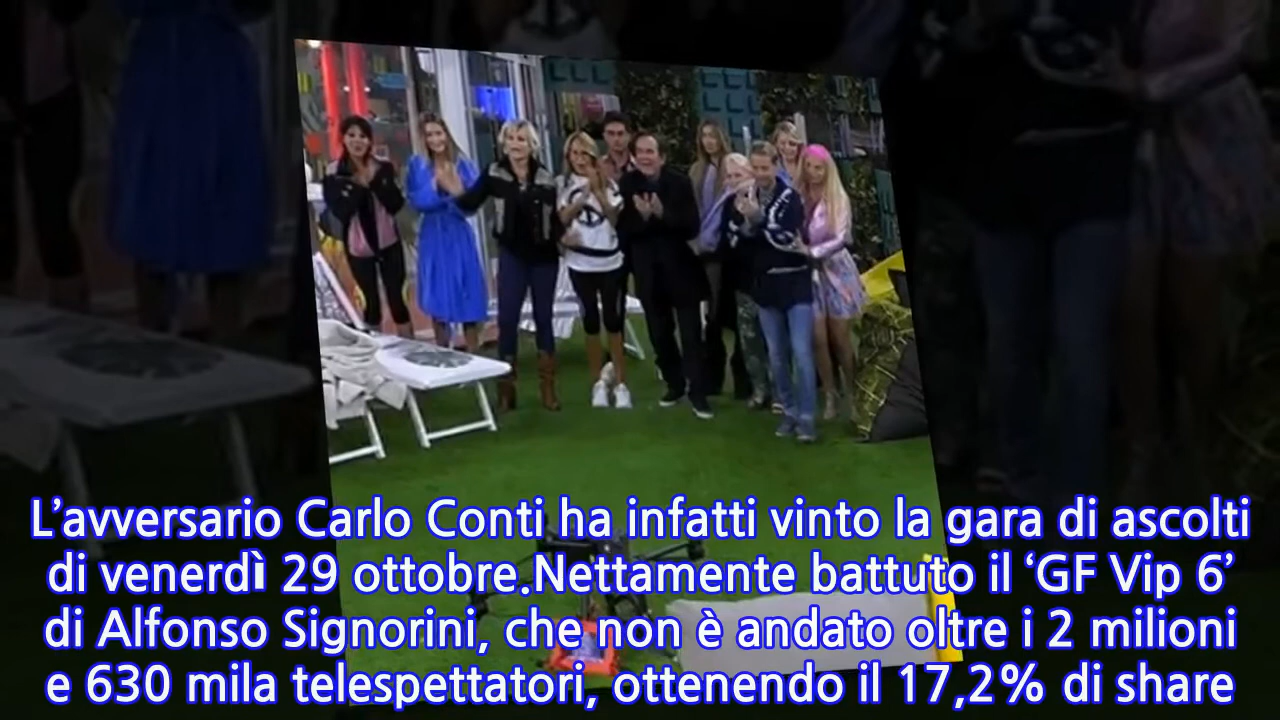 L'avversario Carlo Conti ha infatti vinto la gara di ascolti
di venerdì 29 ottobre.Nettamente battuto il ‘GF Vip 6’
di Alfonso Signorini, che non è andato oltre i 2 milioni
e 630 mila telespettatori, ottenendo il 17,2% di share